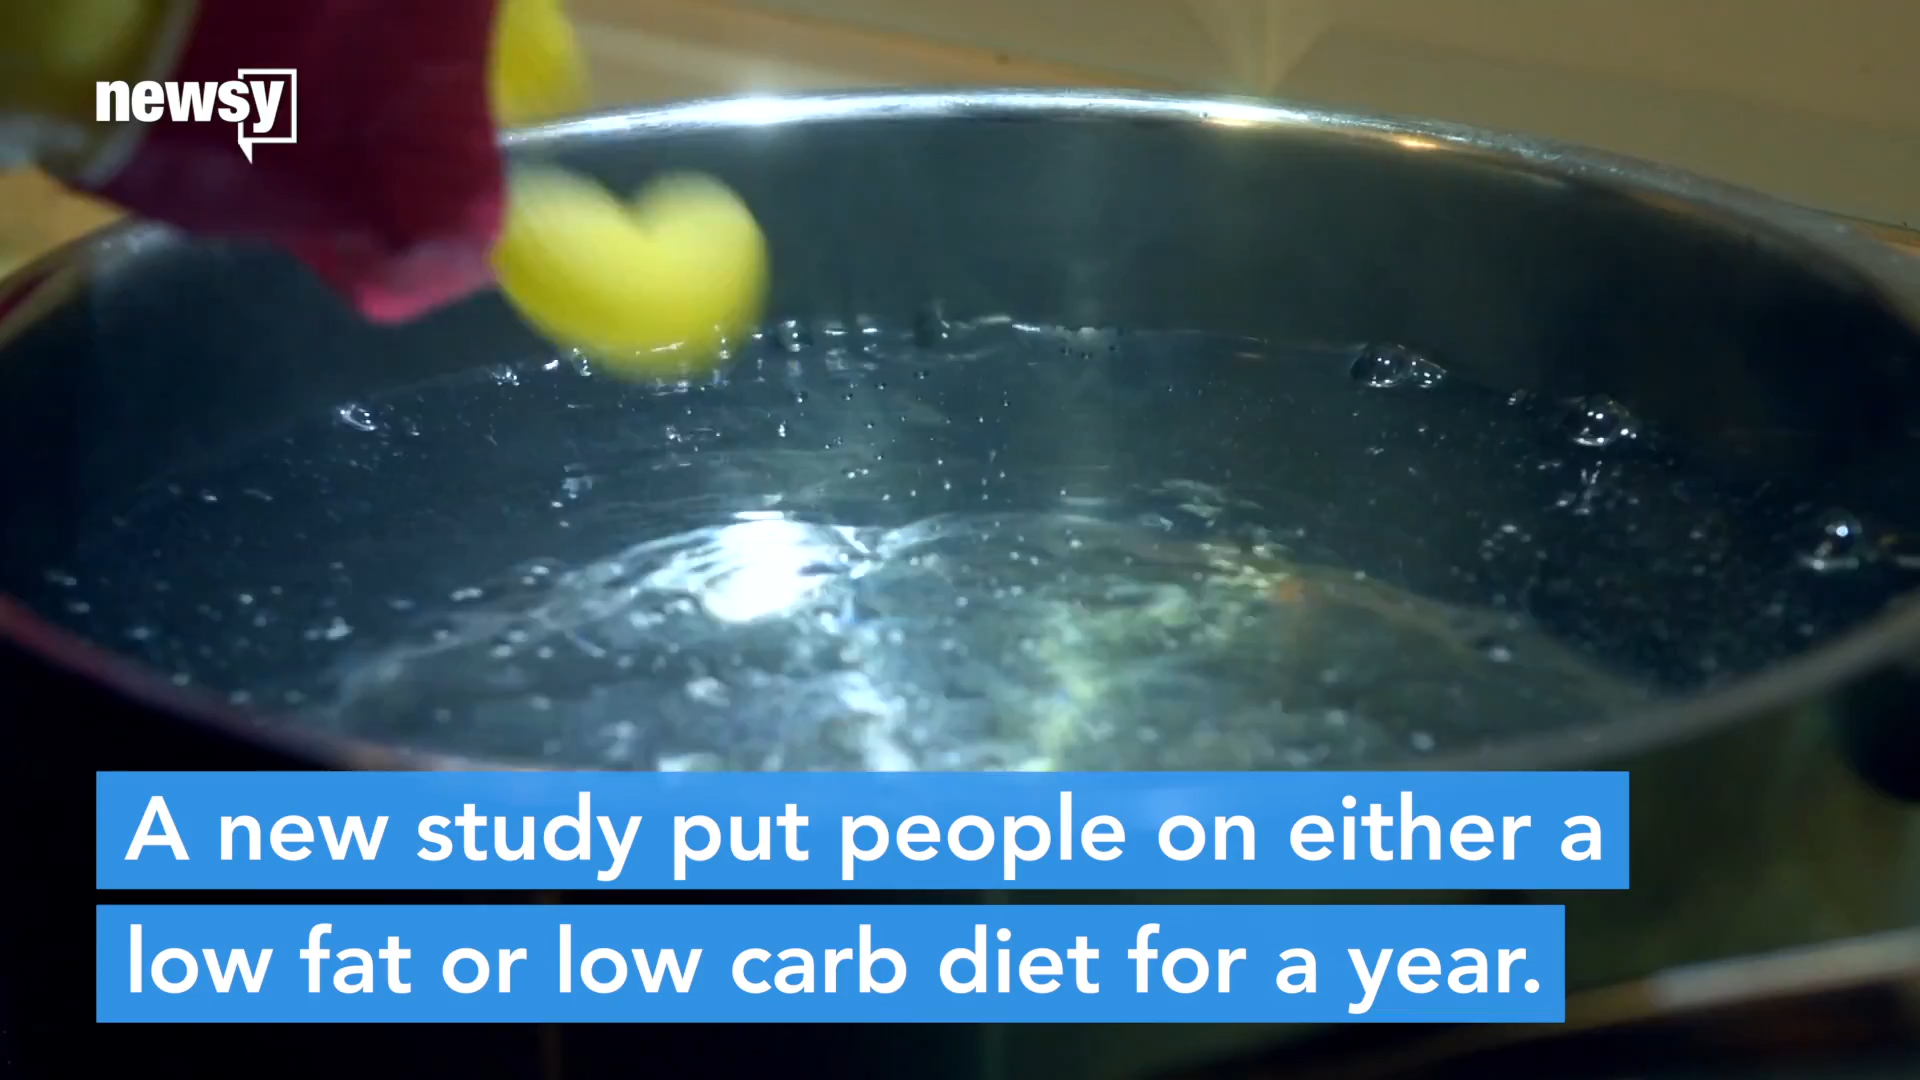 newsy
A new study put people on either a
low fat or low carb diet for a year.